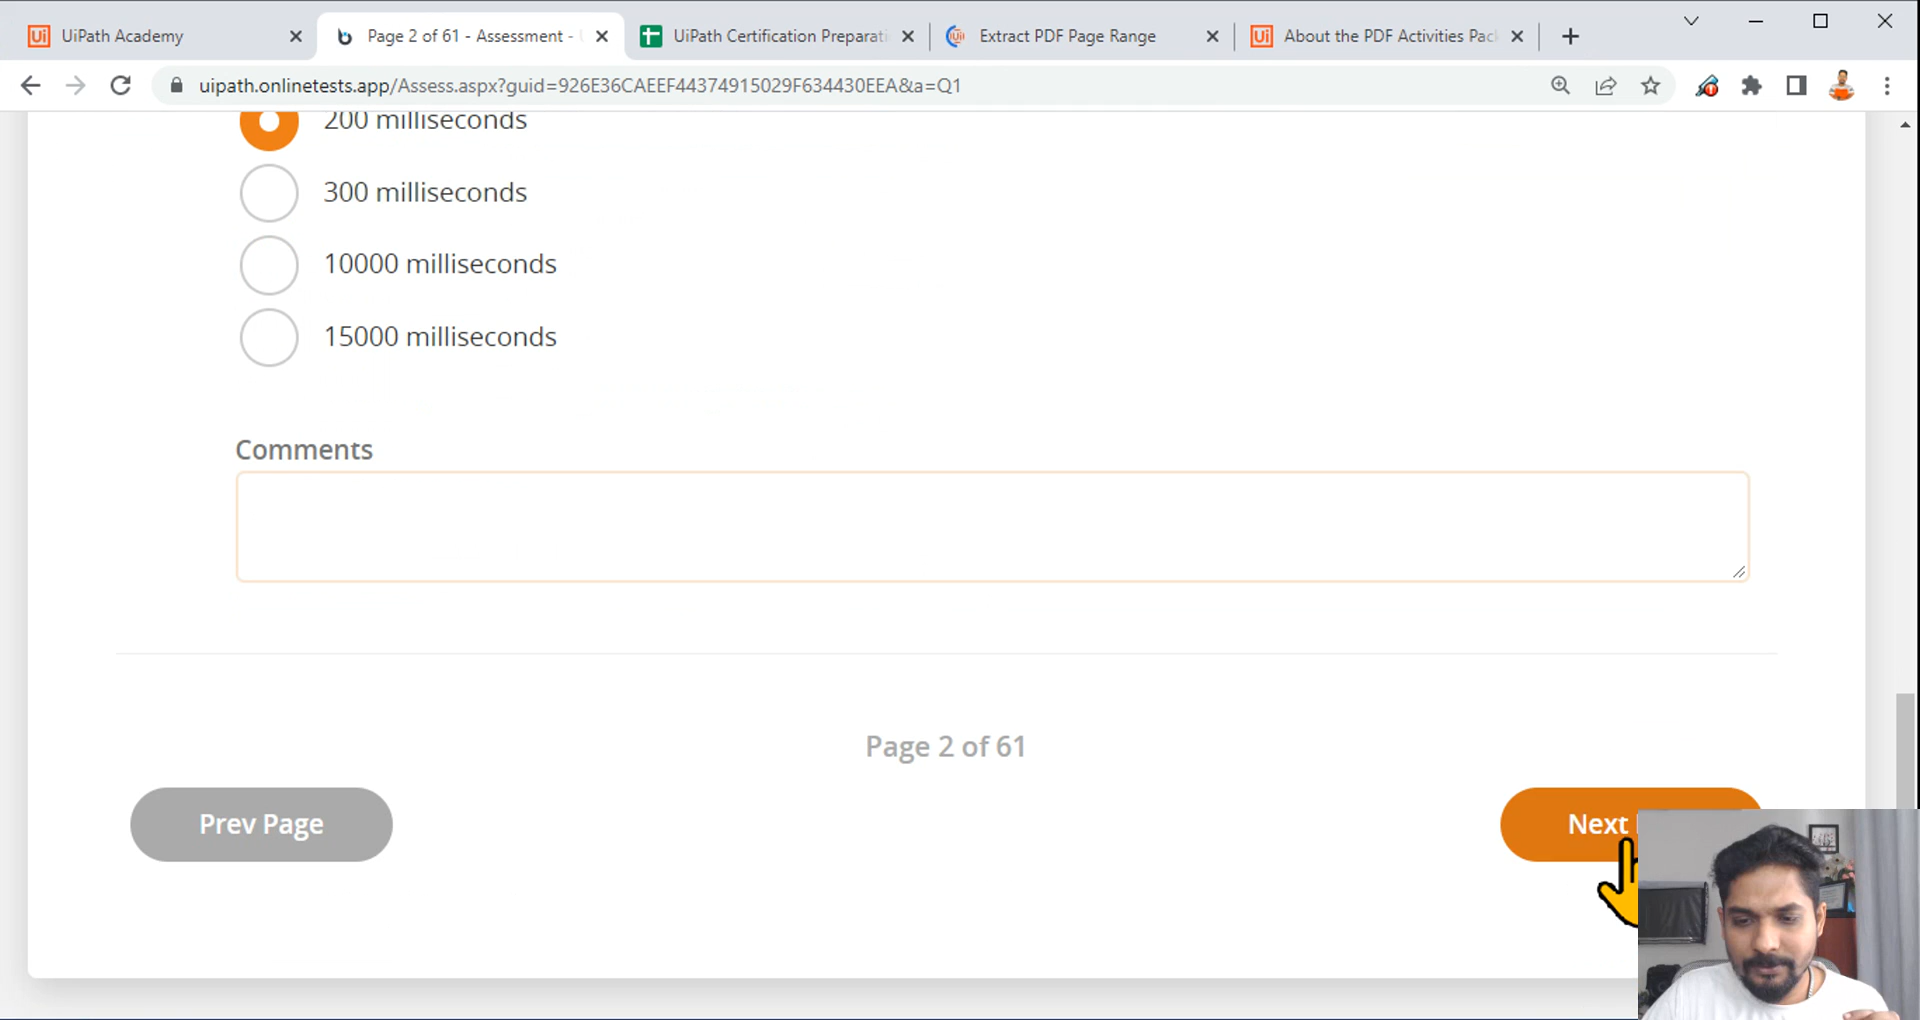 UiPath Academy
Page 2 of 61 - Assessment -
UiPath Certification Preparati
Extract PDF Page Range
About the PDF Activities Pack
uipath.onlinetests.app/Assess.aspx?guid=926E36CAEEF44374915029F634430EEA&a=Q1
200 milliseconds
300 milliseconds
10000 milliseconds
15000 milliseconds
Comments
Page 2 of 61
Prev Page
Next